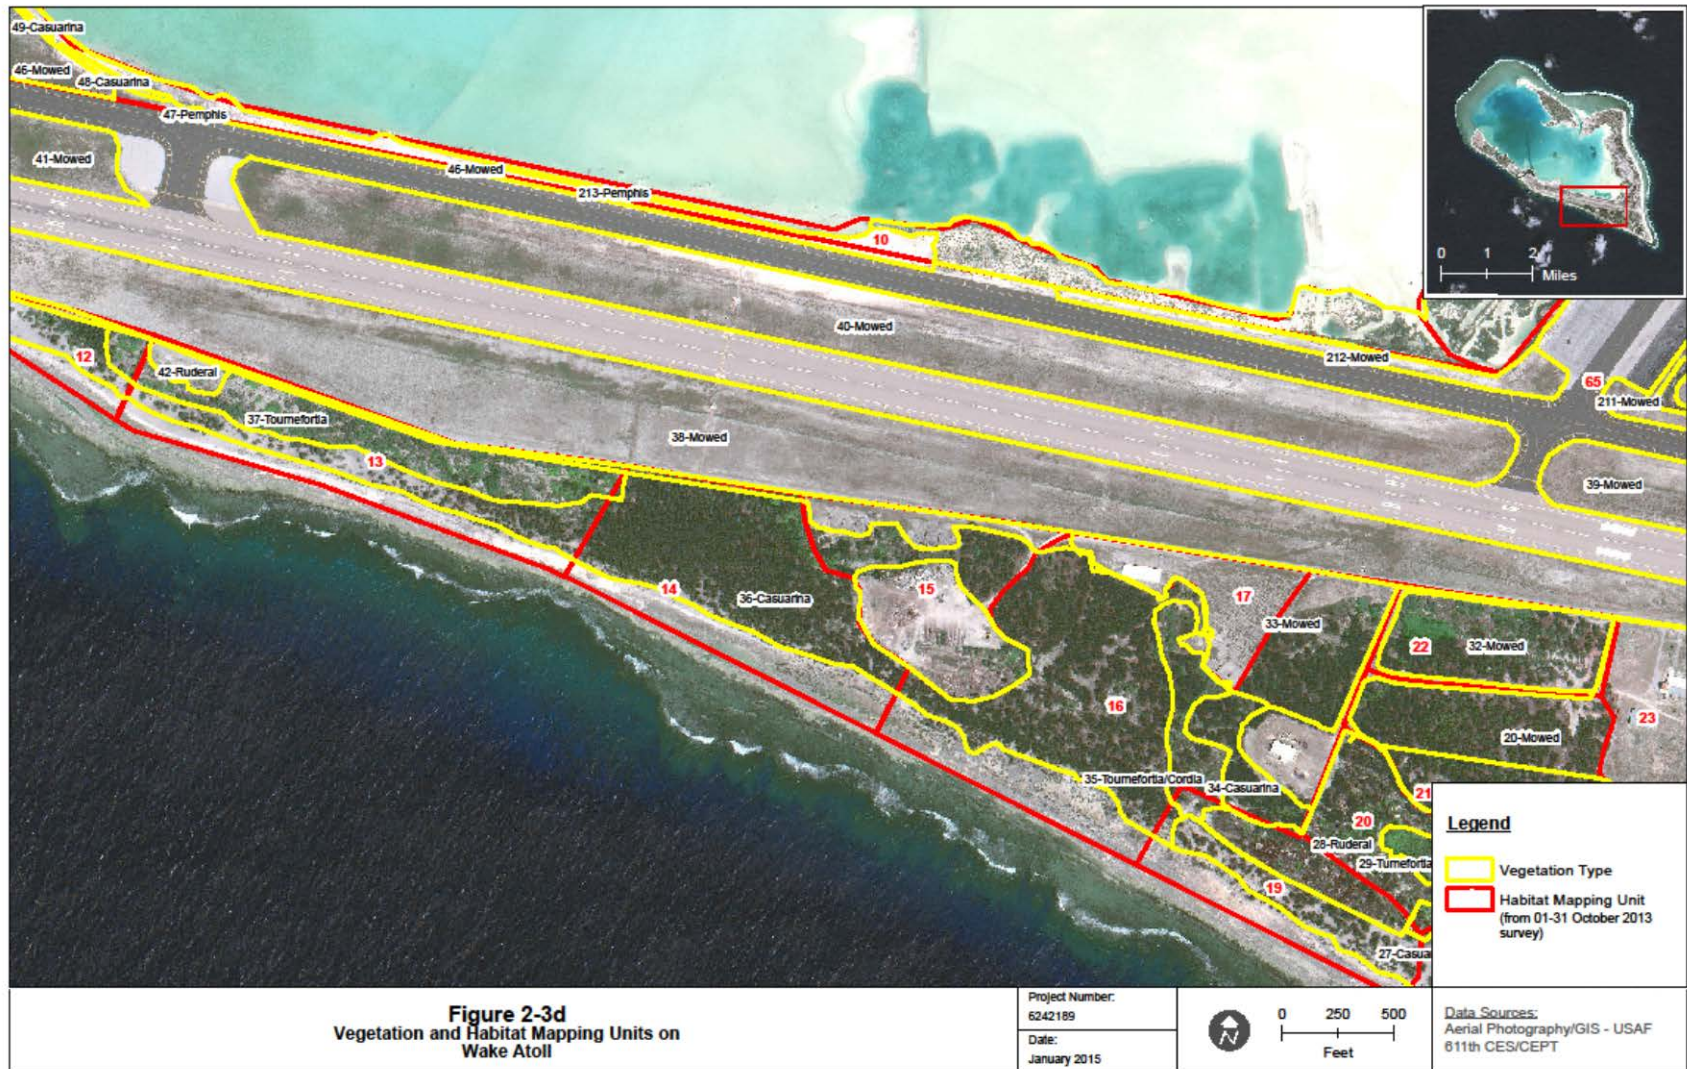 49-Casuarina
46-Mowed
48-Casuarina
47-Pemphis
41-Mowed
46-Mowed
213-Pemphis
10
40-Mowed
212-Mowed
65
211-Mowed
12
42-Ruderal
37-Tournefortia
13
38-Mowed
39-Mowed
14
36-Casuarina
15
17
33-Mowed
22
32-Mowed
16
23
20-Mowed
35-Tournefortia/Cordia
34-Casuarina
21
20
28-Ruderal
29-Turnefortia
19
27-Casua
0 1 2
Miles
Legend
Vegetation Type
Habitat Mapping Unit
(from 01-31 October 2013
survey)
Figure 2-3d
Vegetation and Habitat Mapping Units on
Wake Atoll
Project Number:
6242189
Date:
January 2015
N
0 250 500
Feet
Data Sources:
Aerial Photography/GIS - USAF
611th CES/CEPT